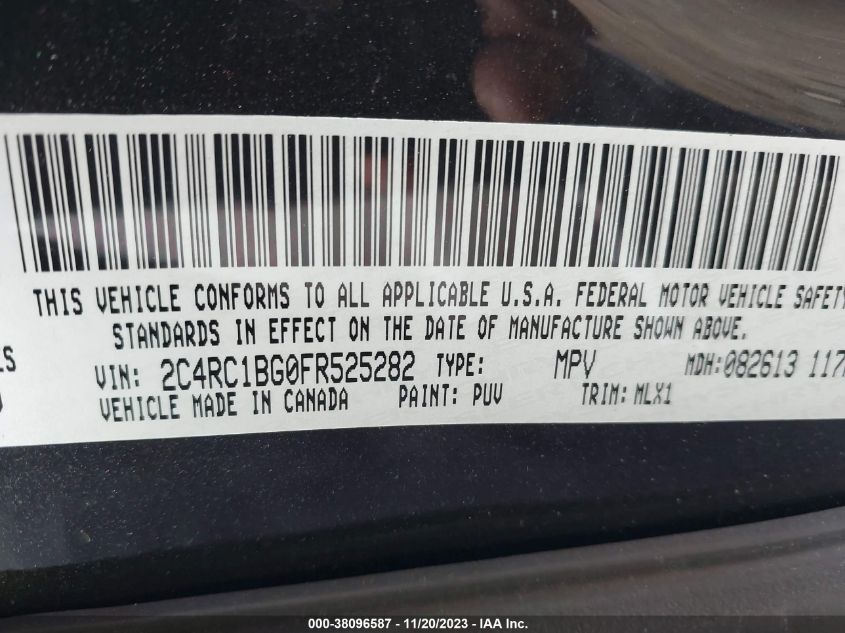 THIS VEHICLE CONFORMS TO ALL APPLICABLE U.S.A. FEDERAL MOTOR VEHICLE SAFETY
STANDARDS IN EFFECT ON THE DATE OF MANUFACTURE SHOWN ABOVE.
VIN: 2C4RC1BG0FR525282 TYPE: MPV MDH:082613 117
VEHICLE MADE IN CANADA PAINT: PUV TRIM: MLX1
000-38096587 - 11/20/2023 - IAA Inc.